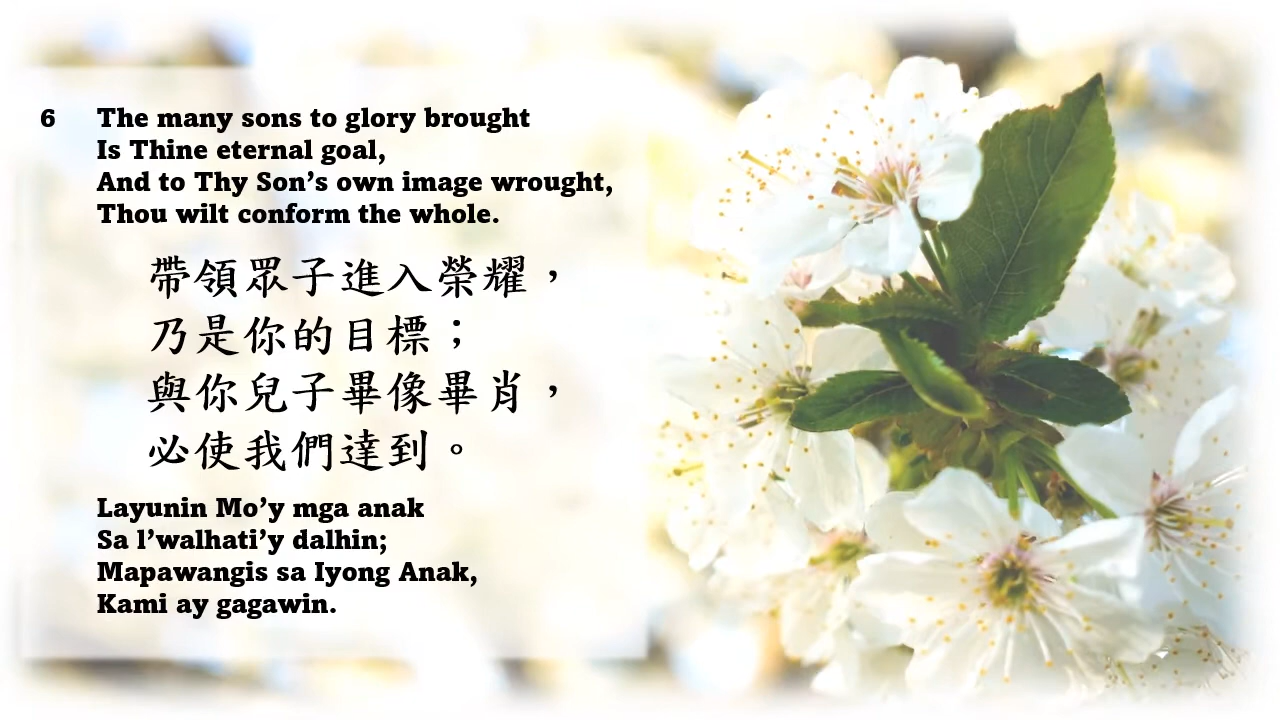 6 The many sons to glory brought
Is Thine eternal goal,
And to Thy Son’s own image wrought,
Thou wilt conform the whole.
帶領眾子進入榮耀，
乃是你的目標；
與你兒子畢像畢肖，
必使我們達到。
Layunin Mo’y mga anak
Sa l’walhati’y dalhin;
Mapawangis sa Iyong Anak,
Kami ay gagawin.